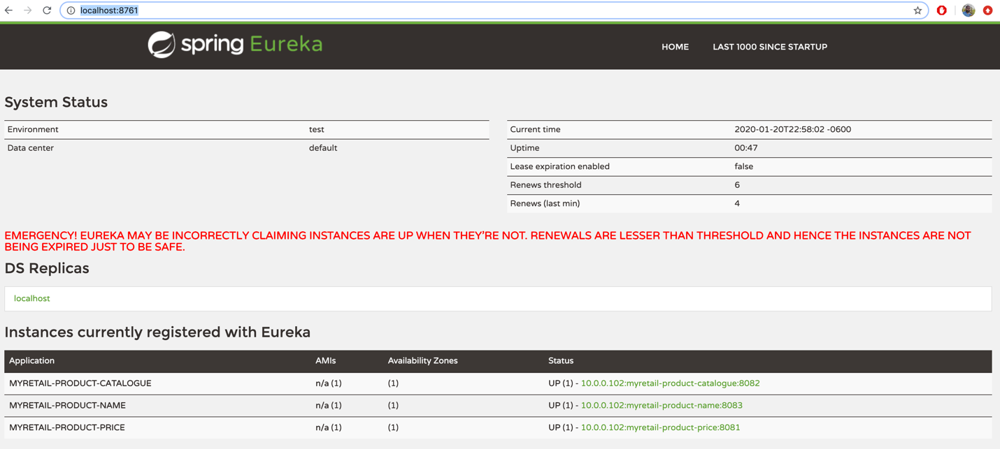 localhost:8761
spring Eureka
HOME LAST 1000 SINCE STARTUP
System Status
Environment test
Data center default
Current time 2020-01-20T22:58:02 -0600
Uptime 00:47
Lease expiration enabled false
Renews threshold 6
Renews (last min) 4
EMERGENCY! EUREKA MAY BE INCORRECTLY CLAIMING INSTANCES ARE UP WHEN THEY'RE NOT. RENEWALS ARE LESSER THAN THRESHOLD AND HENCE THE INSTANCES ARE NOT
BEING EXPIRED JUST TO BE SAFE.
DS Replicas
localhost
Instances currently registered with Eureka
Application AMIs Availability Zones Status
MYRETAIL-PRODUCT-CATALOGUE n/a (1) (1) UP (1) - 10.0.0.102:myretail-product-catalogue:8082
MYRETAIL-PRODUCT-NAME n/a (1) (1) UP (1) - 10.0.0.102:myretail-product-name:8083
MYRETAIL-PRODUCT-PRICE n/a (1) (1) UP (1) - 10.0.0.102:myretail-product-price:8081